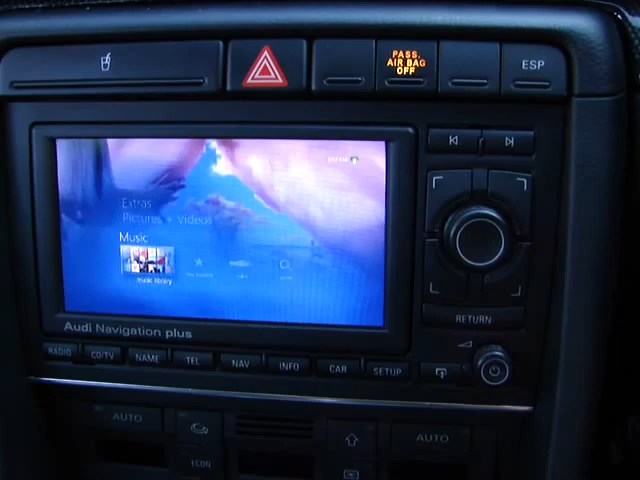 PASS.
AIR BAG
OFF
ESP
Extras
Pictures + Videos
Music
music library
RETURN
Audi Navigation plus
RADIO CD/TV NAME TEL NAV INFO CAR SETUP
AUTO
AUTO
ECON